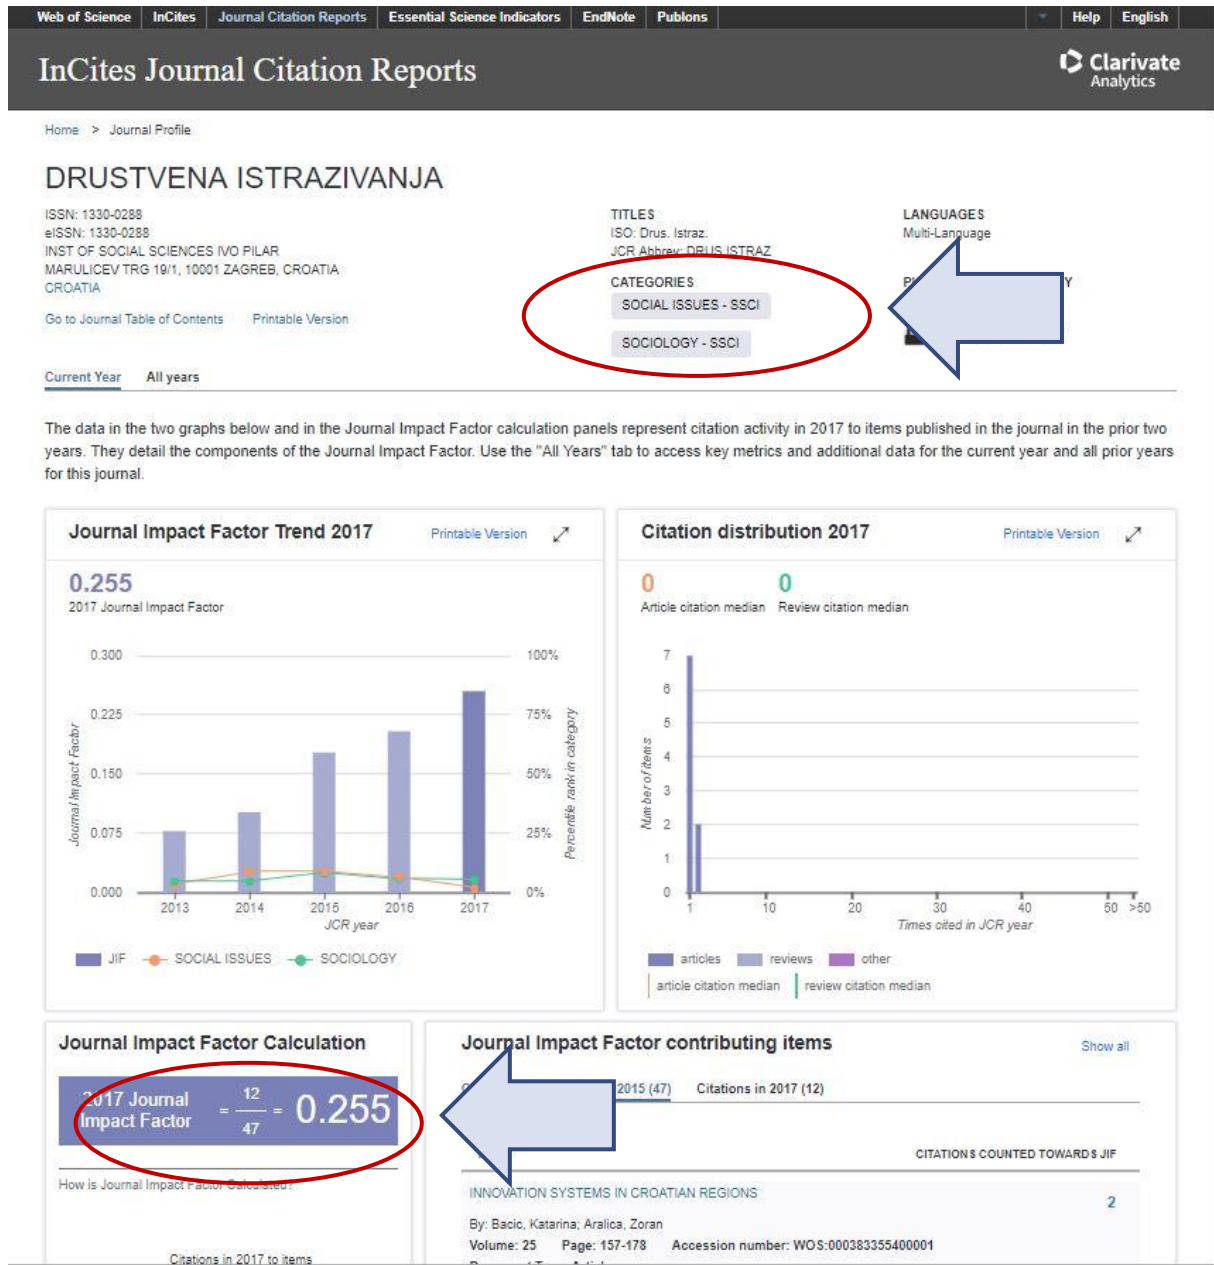 Web of Science InCites Journal Citation Reports Essential Science Indicators EndNote Publons Help English
InCites Journal Citation Reports
Clarivate
Analytics
Home > Journal Profile
DRUSTVENA ISTRAZIVANJA
ISSN: 1330-0288
eISSN: 1330-0288
INST OF SOCIAL SCIENCES IVO PILAR
MARULICEV TRG 19/1, 10001 ZAGREB, CROATIA
CROATIA
Go to Journal Table of Contents Printable Version
TITLES
ISO: Drus. Istraz.
JCR Abbrev: DRUS ISTRAZ
CATEGORIES
SOCIAL ISSUES - SSCI
SOCIOLOGY - SSCI
LANGUAGES
Multi-Language
Y
Current Year All years
The data in the two graphs below and in the Journal Impact Factor calculation panels represent citation activity in 2017 to items published in the journal in the prior two
years. They detail the components of the Journal Impact Factor. Use the "All Years" tab to access key metrics and additional data for the current year and all prior years
for this journal.
Journal Impact Factor Trend 2017 Printable Version
0.255
2017 Journal Impact Factor
0.300 100%
0.225 75%
0.150 50%
0.075 25%
0.000 0%
Journal Impact Factor
Percentile rank in category
2013 2014 2015 2016 2017
JCR year
JIF SOCIAL ISSUES SOCIOLOGY
Citation distribution 2017 Printable Version
0 0
Article citation median Review citation median
7
6
5
4
3
2
1
0
Number of items
1 10 20 30 40 50 >50
Times cited in JCR year
articles reviews other
article citation median review citation median
Journal Impact Factor Calculation
2017 Journal
Impact Factor
= 12 / 47 = 0.255
How is Journal Impact Factor Calculated?
Citations in 2017 to items
Journal Impact Factor contributing items Show all
2015 (47) Citations in 2017 (12)
CITATIONS COUNTED TOWARDS JIF
INNOVATION SYSTEMS IN CROATIAN REGIONS 2
By: Bacic, Katarina; Aralica, Zoran
Volume: 25 Page: 157-178 Accession number: WOS:000383355400001